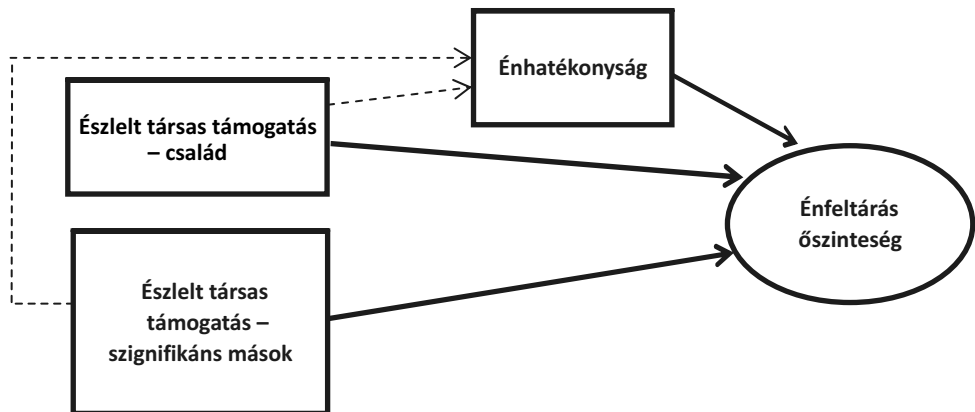 Énhatékonyság
Észlelt társas támogatás
– család
Énfeltárás
őszinteség
Észlelt társas
támogatás –
szignifikáns mások